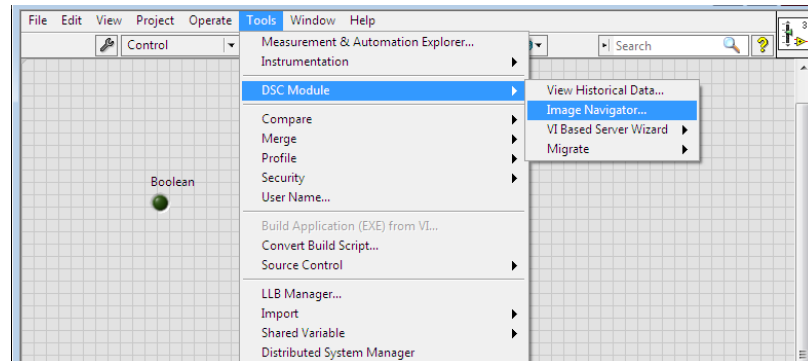 File Edit View Project Operate Tools Window Help
Control
Search
3
Measurement & Automation Explorer...
Instrumentation
DSC Module
View Historical Data...
Image Navigator...
VI Based Server Wizard
Migrate
Compare
Merge
Profile
Security
User Name...
Boolean
Build Application (EXE) from VI...
Convert Build Script...
Source Control
LLB Manager...
Import
Shared Variable
Distributed System Manager